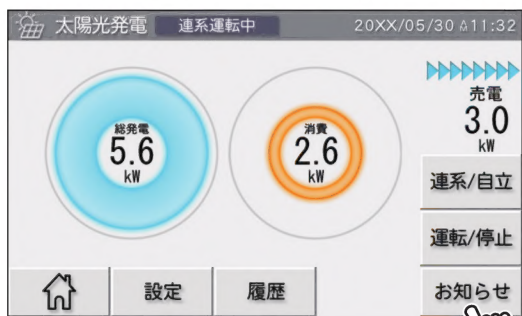 太陽光発電 連系運転中 20XX/05/30 A11:32
総発電
5.6
kW
消費
2.6
kW
売電
3.0
kW
連系/自立
運転/停止
設定 履歴 お知らせ